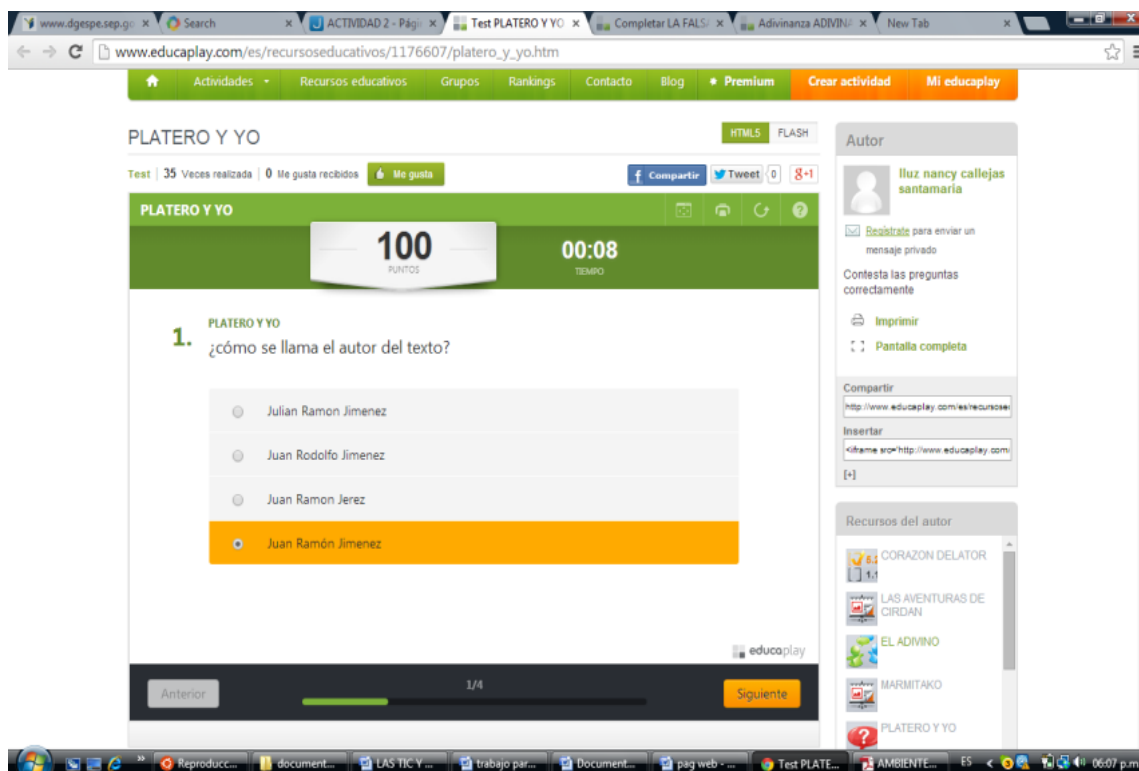 www.dgespe.sep.go
Search
ACTIVIDAD 2 - Pági
Test PLATERO Y YO
Completar LA FALS
Adivinanza ADIVIN
New Tab
www.educaplay.com/es/recursoseducativos/1176607/platero_y_yo.htm
Actividades Recursos educativos Grupos Rankings Contacto Blog Premium Crear actividad Mi educaplay
PLATERO Y YO
HTML5 FLASH
Test | 35 Veces realizada | 0 Me gusta recibidos Me gusta
Compartir Tweet 0 g+1
PLATERO Y YO
100
PUNTOS
00:08
TIEMPO
1.
PLATERO Y YO
¿cómo se llama el autor del texto?
Julian Ramon Jimenez
Juan Rodolfo Jimenez
Juan Ramon Jerez
Juan Ramón Jimenez
educaplay
Anterior
1/4
Siguiente
Autor
lluz nancy callejas
santamaria
Regístrate para enviar un
mensaje privado
Contesta las preguntas
correctamente
Imprimir
Pantalla completa
Compartir
http://www.educaplay.com/es/recursose
Insertar
<iframe src='http://www.educaplay.com
[+]
Recursos del autor
CORAZON DELATOR
LAS AVENTURAS DE
CIRDAN
EL ADIVINO
MARMITAKO
PLATERO Y YO
Reproducc... document... LAS TIC Y ... trabajo par... Document... pag web - ... Test PLATE... AMBIENTE... ES 06:07 p.m.